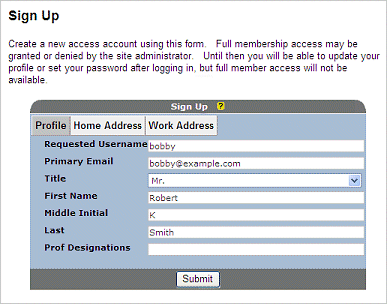 Sign Up
Create a new access account using this form. Full membership access may be
granted or denied by the site administrator. Until then you will be able to update your
profile or set your password after logging in, but full member access will not be
available.
Sign Up ?
Profile Home Address Work Address
Requested Username bobby
Primary Email bobby@example.com
Title Mr.
First Name Robert
Middle Initial K
Last Smith
Prof Designations
Submit